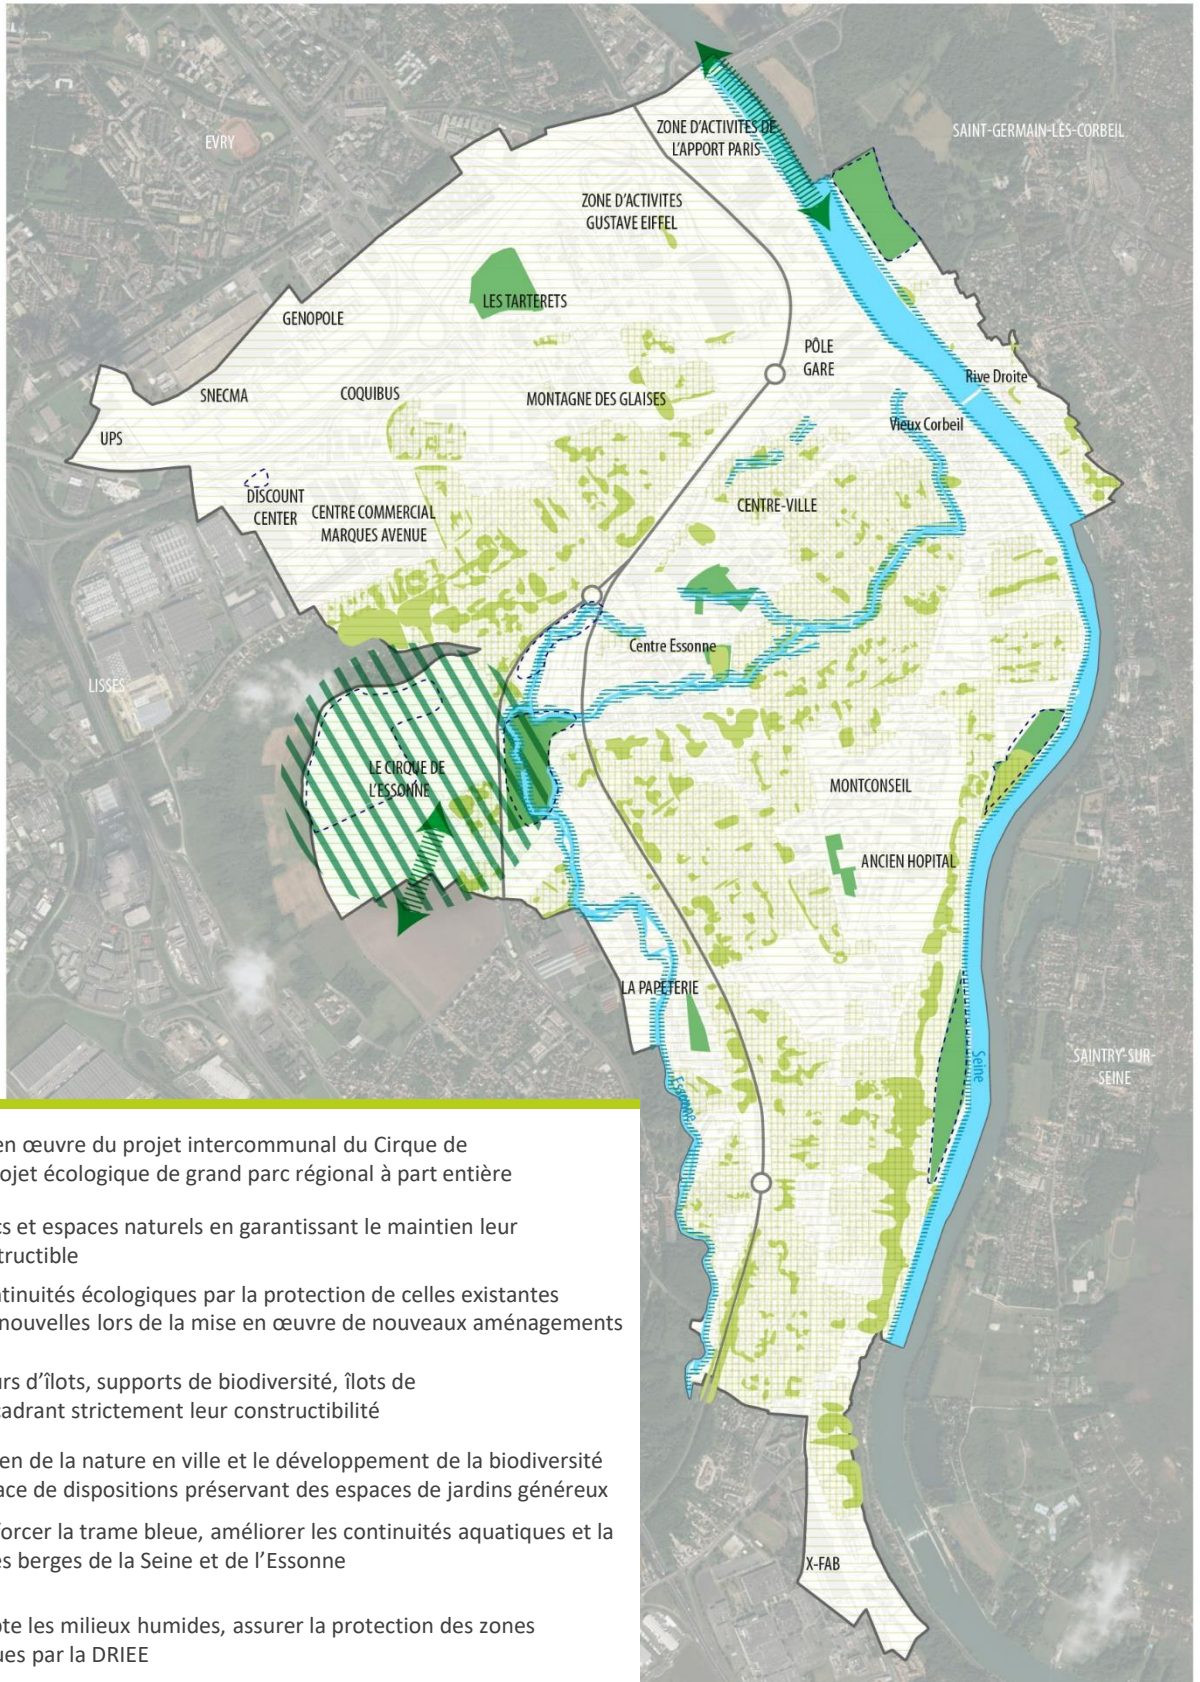 ZONE D'ACTIVITES DE
L'APPORT PARIS
SAINT-GERMAIN-LES-CORBEIL
EVRY
ZONE D'ACTIVITES
GUSTAVE EIFFEL
LES TARTERETS
GENOPOLE
PÔLE
GARE
Rive Droite
SNECMA
COQUIBUS
MONTAGNE DES GLAISES
Vieux Corbeil
UPS
DISCOUNT
CENTER
CENTRE COMMERCIAL
MARQUES AVENUE
CENTRE-VILLE
Centre Essonne
LISSES
LE CIRQUE DE
L'ESSONNE
MONTCONSEIL
ANCIEN HOPITAL
LA PAPETERIE
Seine
SAINTRY-SUR-
SEINE
Essonne
X-FAB
en œuvre du projet intercommunal du Cirque de
ojet écologique de grand parc régional à part entière
cs et espaces naturels en garantissant le maintien leur
tructible
ntinuités écologiques par la protection de celles existantes
nouvelles lors de la mise en œuvre de nouveaux aménagements
urs d’îlots, supports de biodiversité, îlots de
cadrant strictement leur constructibilité
en de la nature en ville et le développement de la biodiversité
ace de dispositions préservant des espaces de jardins généreux
forcer la trame bleue, améliorer les continuités aquatiques et la
es berges de la Seine et de l’Essonne
pte les milieux humides, assurer la protection des zones
ues par la DRIEE